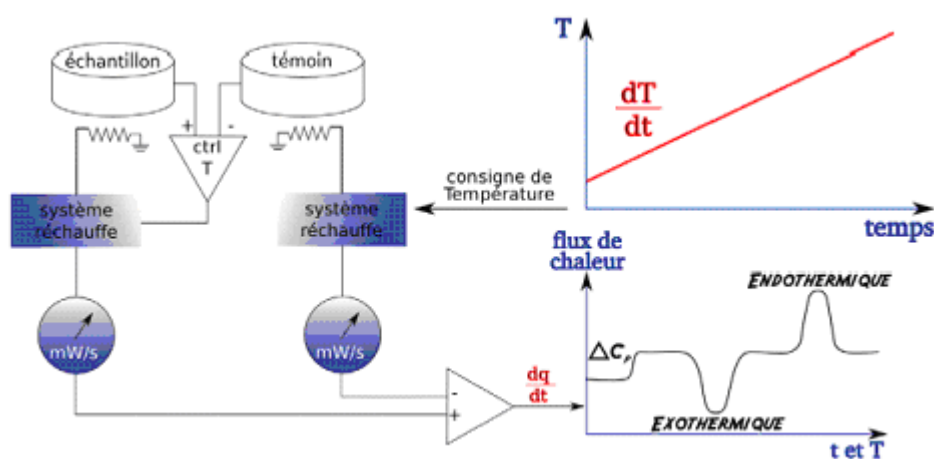 échantillon
témoin
+
-
ctrl
T
système
réchauffe
système
réchauffe
mW/s
mW/s
-
+
dq
dt
consigne de
Température
T
dT
dt
temps
flux de
chaleur
ENDOTHERMIQUE
ΔCp
EXOTHERMIQUE
t et T